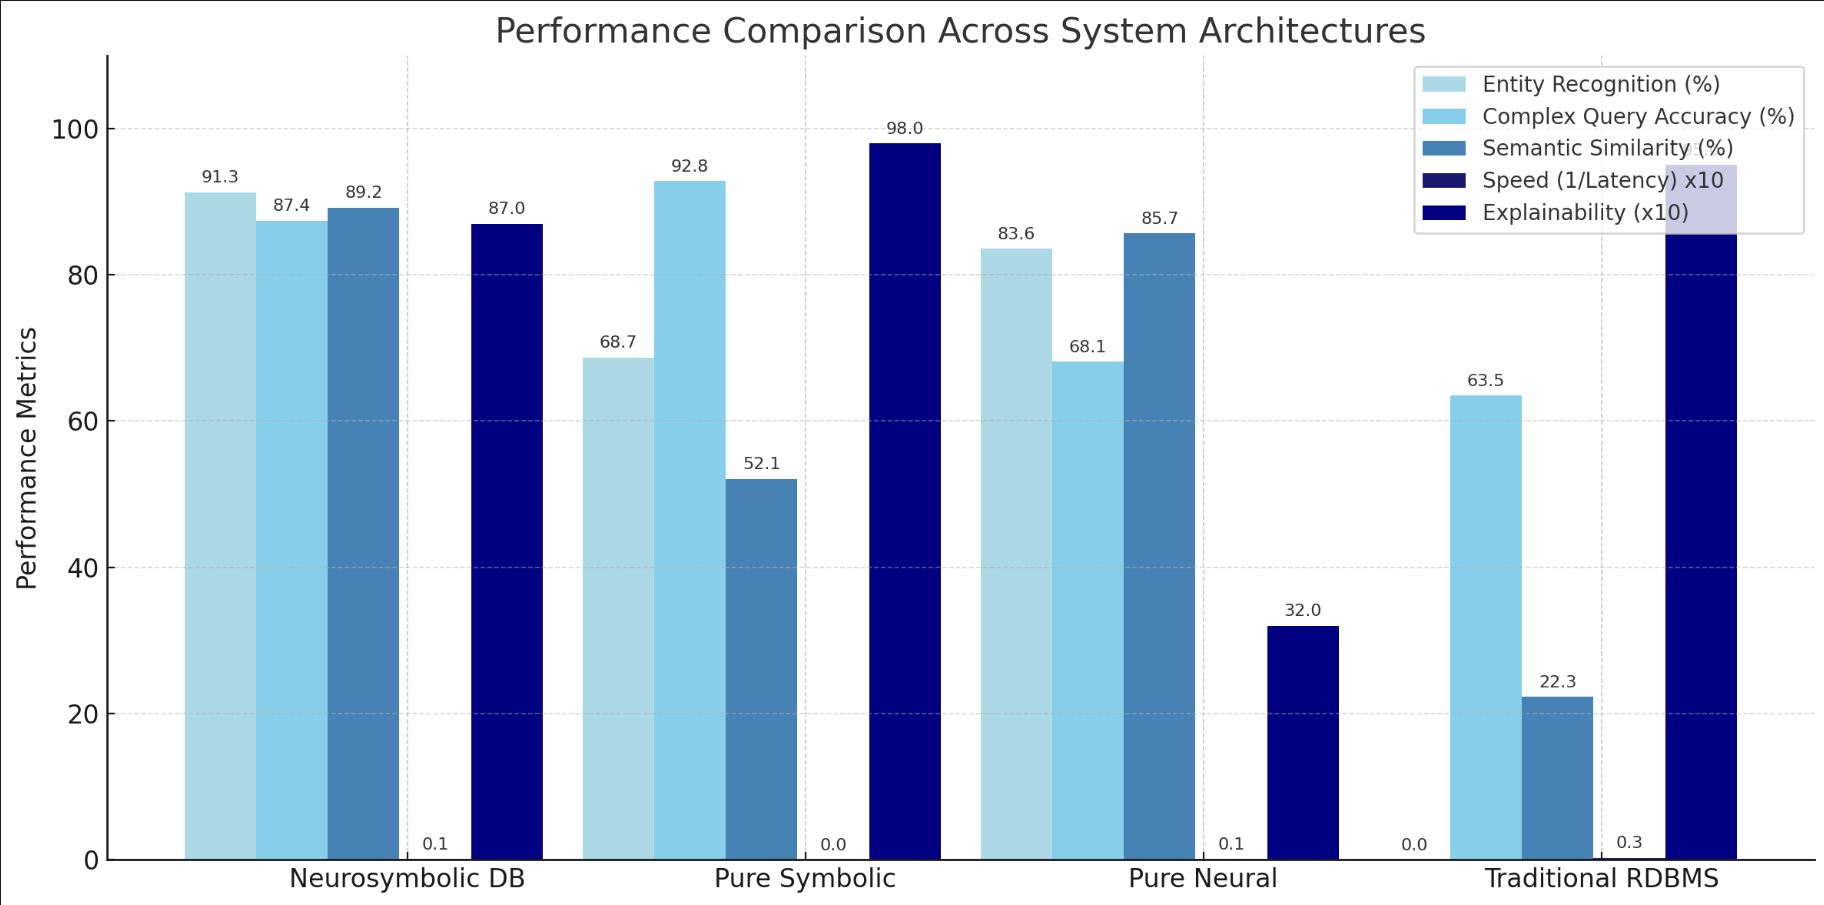 Performance Comparison Across System Architectures
Performance Metrics
100
80
60
40
20
0
Entity Recognition (%)
Complex Query Accuracy (%)
Semantic Similarity (%)
Speed (1/Latency) x10
Explainability (x10)
91.3
87.4
89.2
0.1
87.0
68.7
92.8
52.1
0.0
98.0
83.6
68.1
85.7
0.1
32.0
0.0
63.5
22.3
0.3
Neurosymbolic DB
Pure Symbolic
Pure Neural
Traditional RDBMS